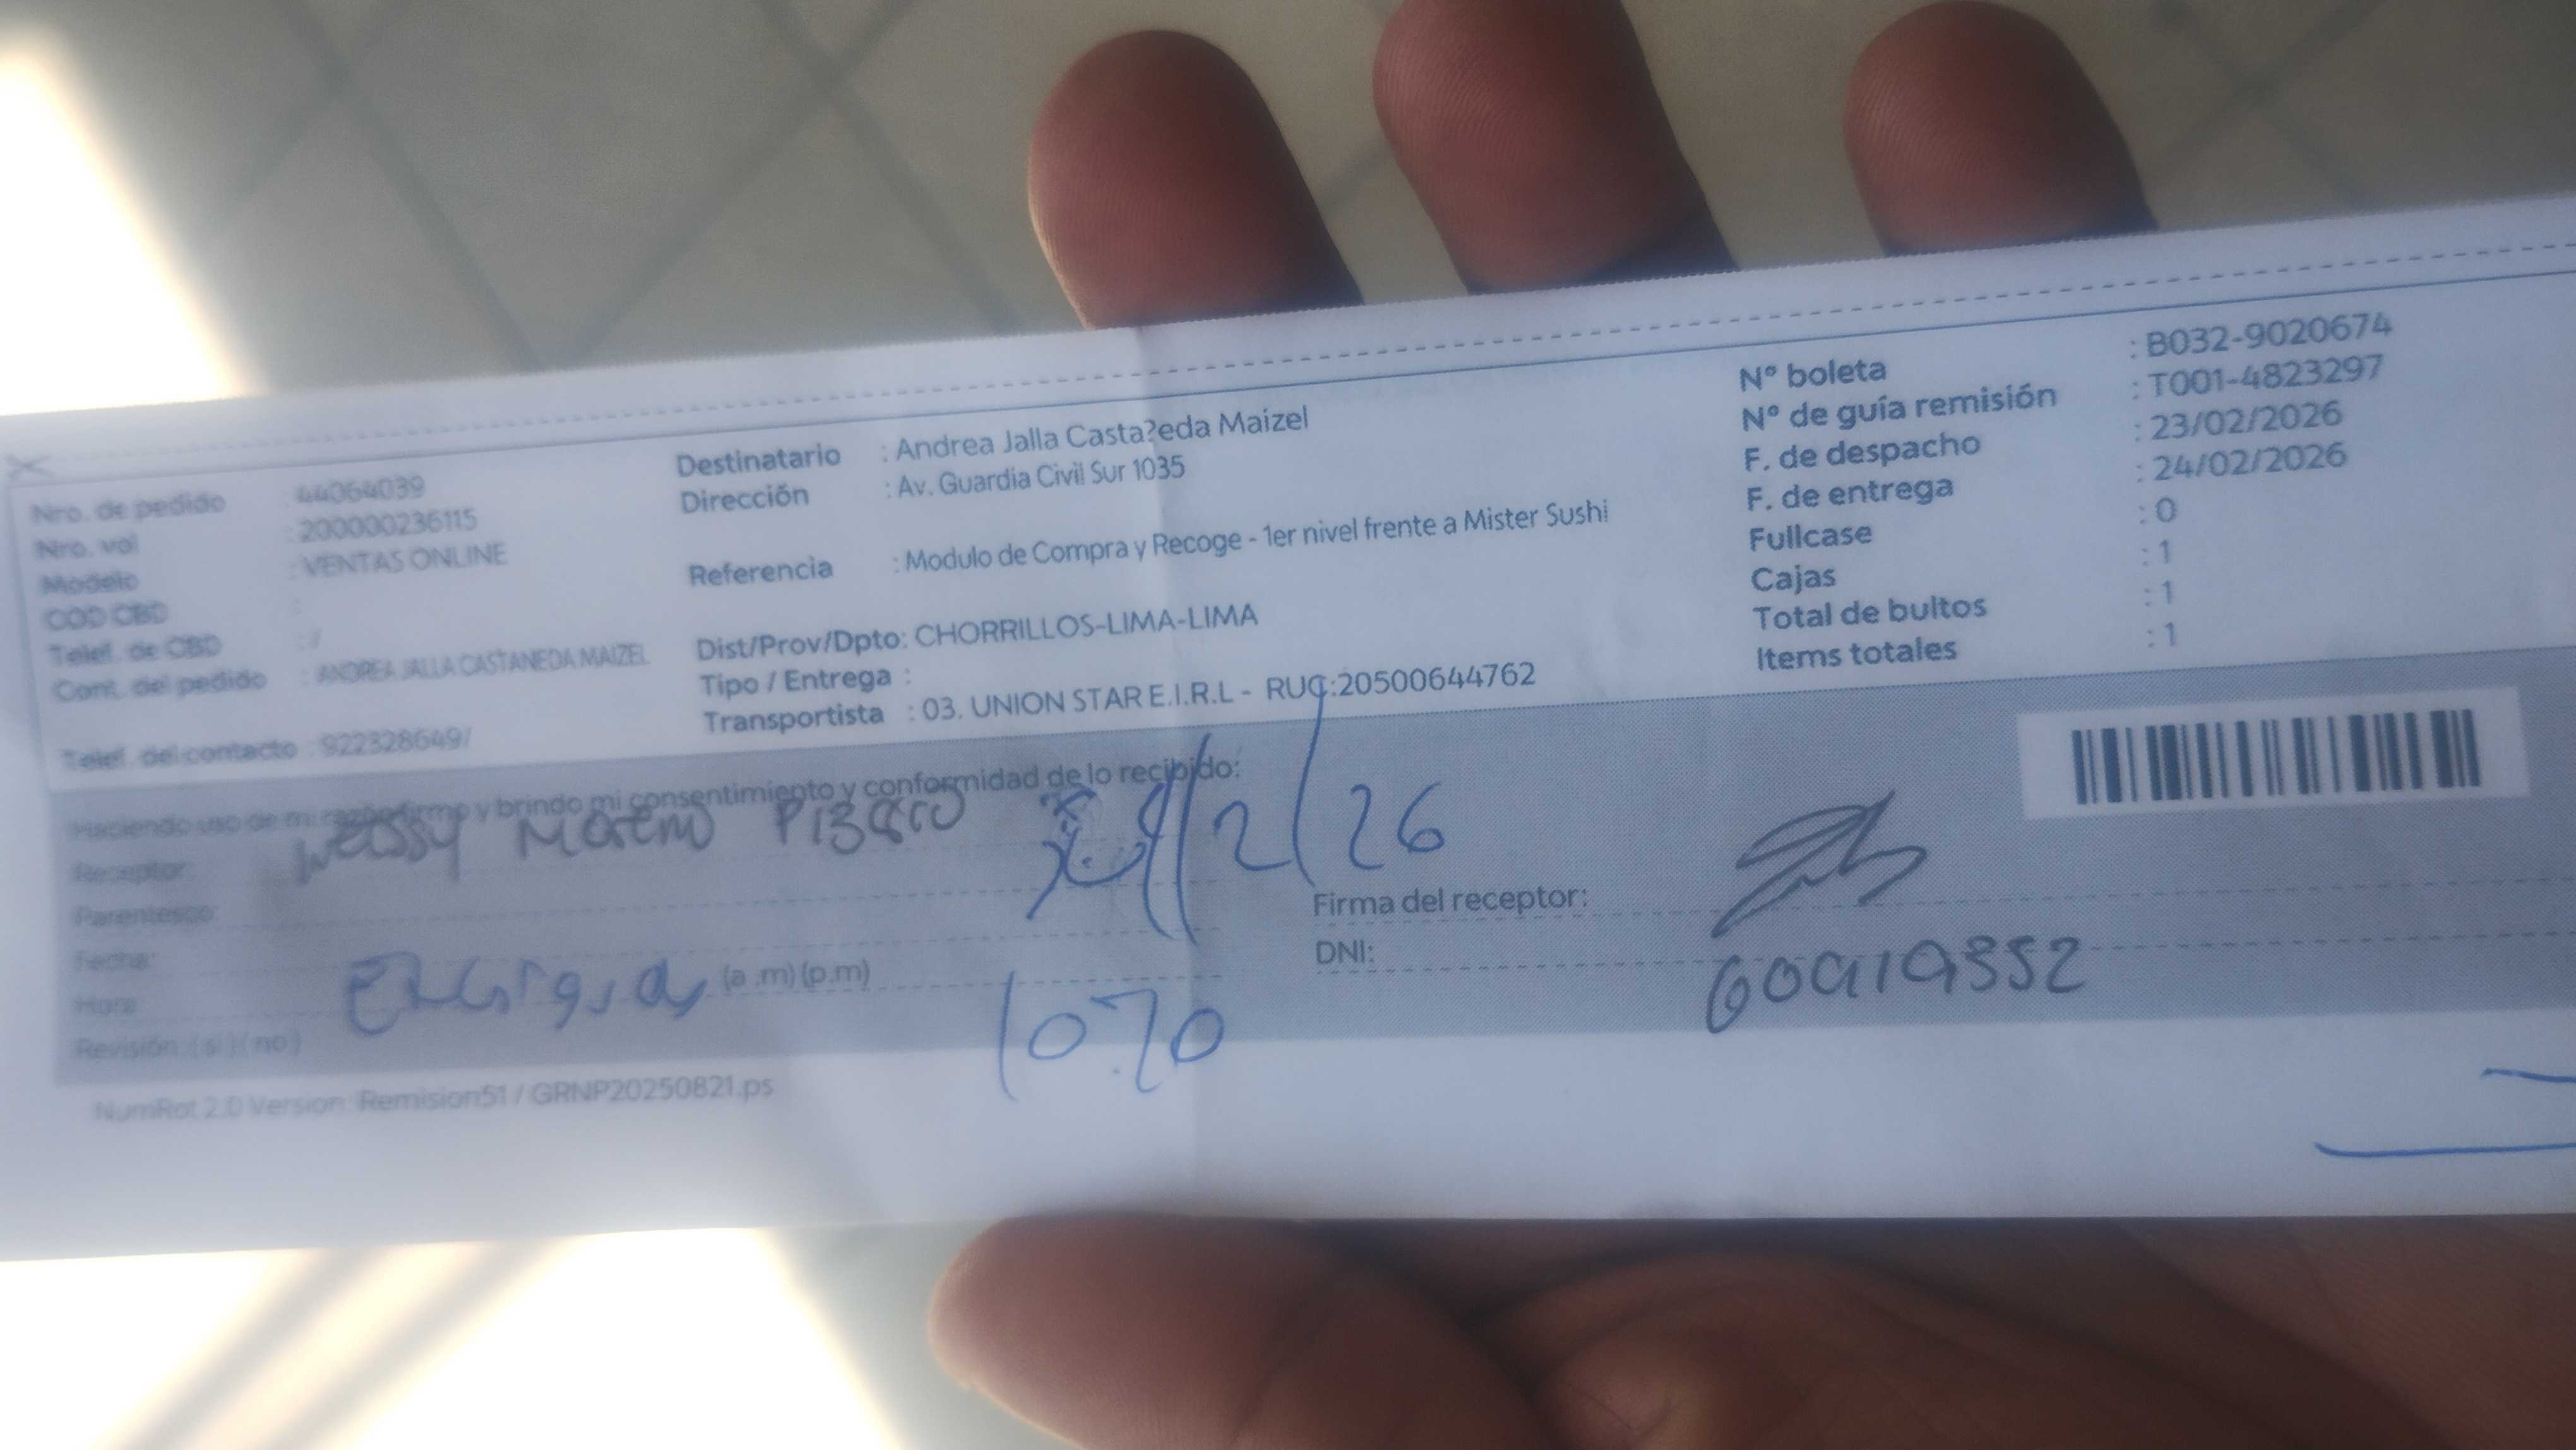 Nro. de pedido : 44064039
Nro. vol : 200000236115
Modelo : VENTAS ONLINE
COD CBD :
Telef. de CBD : /
Cont. del pedido : ANDREA JALLA CASTANEDA MAIZEL
Telef. del contacto : 922328649/
Destinatario : Andrea Jalla Casta?eda Maizel
Dirección : Av. Guardia Civil Sur 1035
Referencia : Modulo de Compra y Recoge - 1er nivel frente a Mister Sushi
Dist/Prov/Dpto: CHORRILLOS-LIMA-LIMA
Tipo / Entrega :
Transportista : 03. UNION STAR E.I.R.L - RUC:20500644762
Nº boleta : B032-9020674
Nº de guía remisión : T001-4823297
F. de despacho : 23/02/2026
F. de entrega : 24/02/2026
Fullcase : 0
Cajas : 1
Total de bultos : 1
Items totales : 1
Haciendo uso de mi razón firmo y brindo mi consentimiento y conformidad de lo recibido:
Receptor:
Parentesco:
Fecha: /2/26
Hora: (a .m) (p.m)
Revisión: ( si ) ( no )
Firma del receptor:
DNI:
NumRot 2.0 Version: Remision51 / GRNP20250821.ps